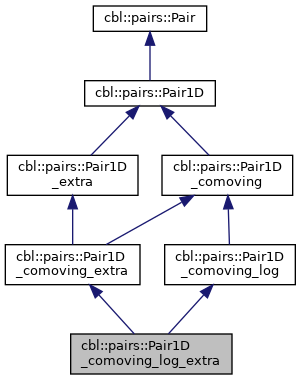 cbl::pairs::Pair
cbl::pairs::Pair1D
cbl::pairs::Pair1D
_extra
cbl::pairs::Pair1D
_comoving
cbl::pairs::Pair1D
_comoving_extra
cbl::pairs::Pair1D
_comoving_log
cbl::pairs::Pair1D
_comoving_log_extra